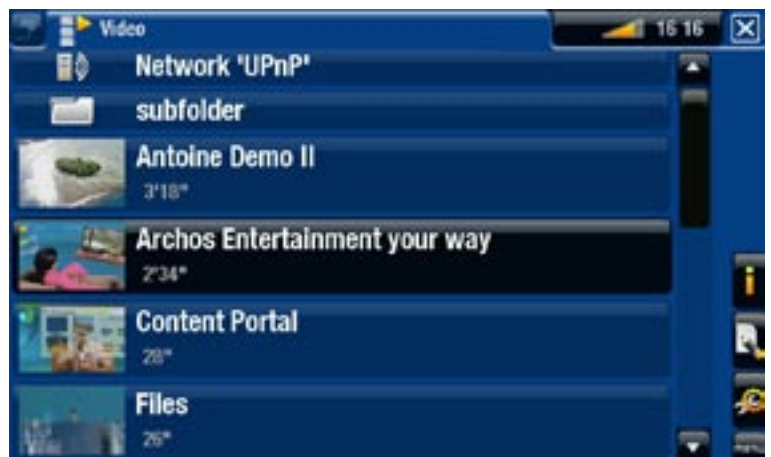 Video
16 16
Network 'UPnP'
subfolder
Antoine Demo II
3'18"
Archos Entertainment your way
2'34"
Content Portal
28"
Files
26"